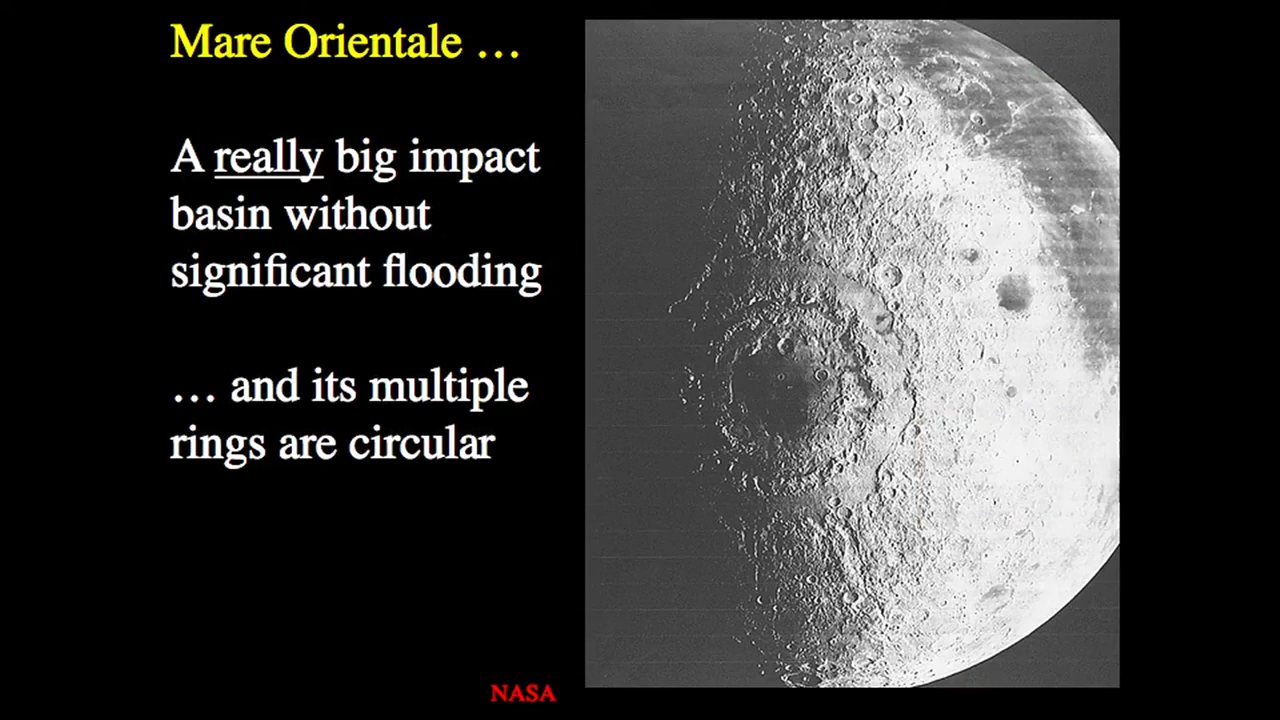 Mare Orientale …
A really big impact
basin without
significant flooding
… and its multiple
rings are circular
NASA